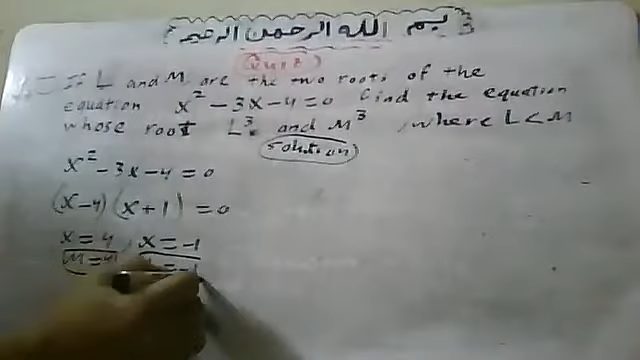 بسم الله الرحمن الرحيم
If L and M are the two roots of the
equation x² - 3x - 4 = 0 find the equation
whose root L³ and M³ , where L < M
solution
x² - 3x - 4 = 0
(x-4) (x+1) = 0
x = 4 , x = -1
M = 4 = -1